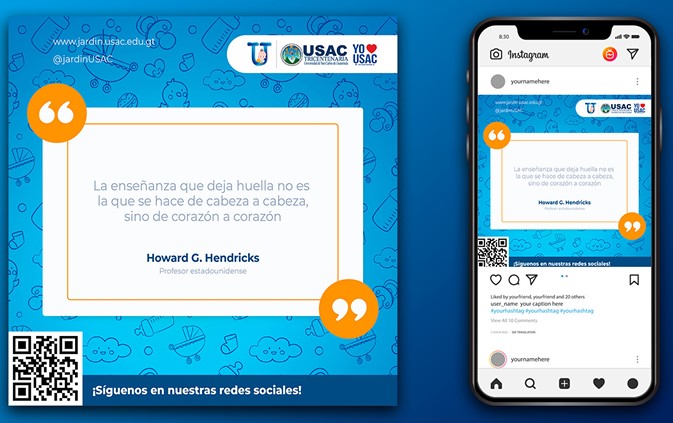 www.jardin.usac.edu.gt
@jardinUSAC
USAC
TRICENTENARIA
Universidad de San Carlos de Guatemala
YO
USAC
La enseñanza que deja huella no es
la que se hace de cabeza a cabeza,
sino de corazón a corazón
Howard G. Hendricks
Profesor estadounidense
¡Síguenos en nuestras redes sociales!
8:30
Instagram
yournamehere
www.jardin.usac.edu.gt
@jardinUSAC
USAC
TRICENTENARIA
YO
USAC
La enseñanza que deja huella no es
la que se hace de cabeza a cabeza,
sino de corazón a corazón
Howard G. Hendricks
Profesor estadounidense
¡Síguenos en nuestras redes sociales!
Liked by yourfriend, yourfriend and 20 others
user_name your caption here
#yourhashtag #yourhashtag #yourhashtag
View All 10 Comments
SEE TRANSLATION
yournamehere